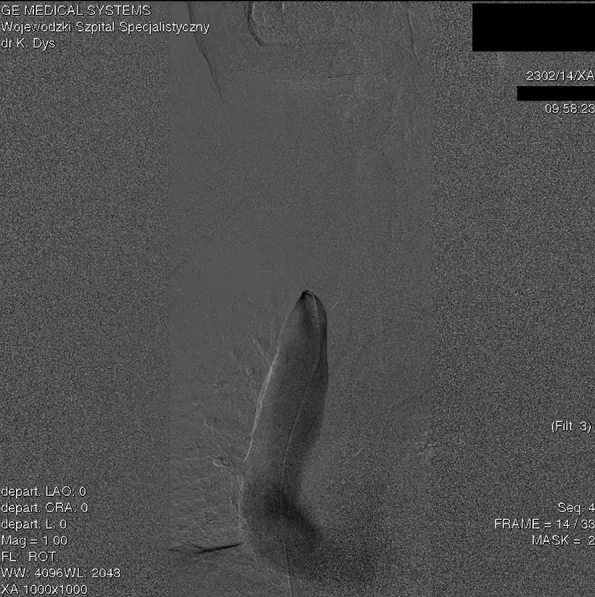 GE MEDICAL SYSTEMS
Wojewodzki Szpital Specjalistyczny
dr K. Dys
2302/14/XA
09:58:23
(Filt. 3)
depart. LAO: 0
depart. CRA: 0
depart. L: 0
Mag = 1.00
FL: ROT:
WW: 4096WL: 2048
XA 1000x1000
Seq: 4
FRAME = 14 / 33
MASK = 2